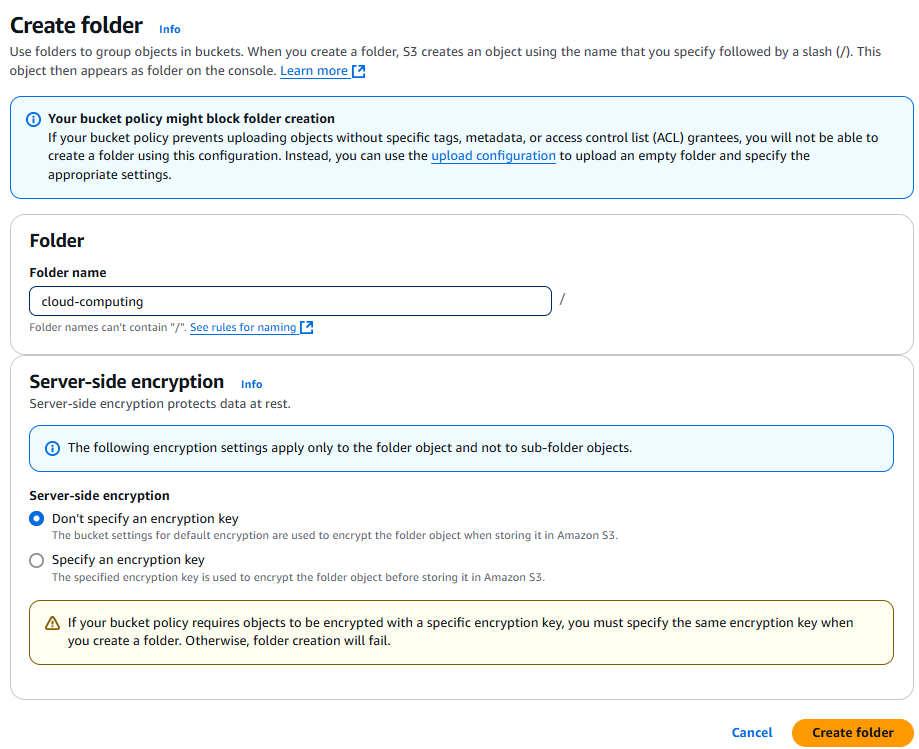 Create folder Info
Use folders to group objects in buckets. When you create a folder, S3 creates an object using the name that you specify followed by a slash (/). This
object then appears as folder on the console. Learn more
Your bucket policy might block folder creation
If your bucket policy prevents uploading objects without specific tags, metadata, or access control list (ACL) grantees, you will not be able to
create a folder using this configuration. Instead, you can use the upload configuration to upload an empty folder and specify the
appropriate settings.
Folder
Folder name
cloud-computing /
Folder names can't contain "/". See rules for naming
Server-side encryption Info
Server-side encryption protects data at rest.
The following encryption settings apply only to the folder object and not to sub-folder objects.
Server-side encryption
Don't specify an encryption key
The bucket settings for default encryption are used to encrypt the folder object when storing it in Amazon S3.
Specify an encryption key
The specified encryption key is used to encrypt the folder object before storing it in Amazon S3.
If your bucket policy requires objects to be encrypted with a specific encryption key, you must specify the same encryption key when
you create a folder. Otherwise, folder creation will fail.
Cancel Create folder